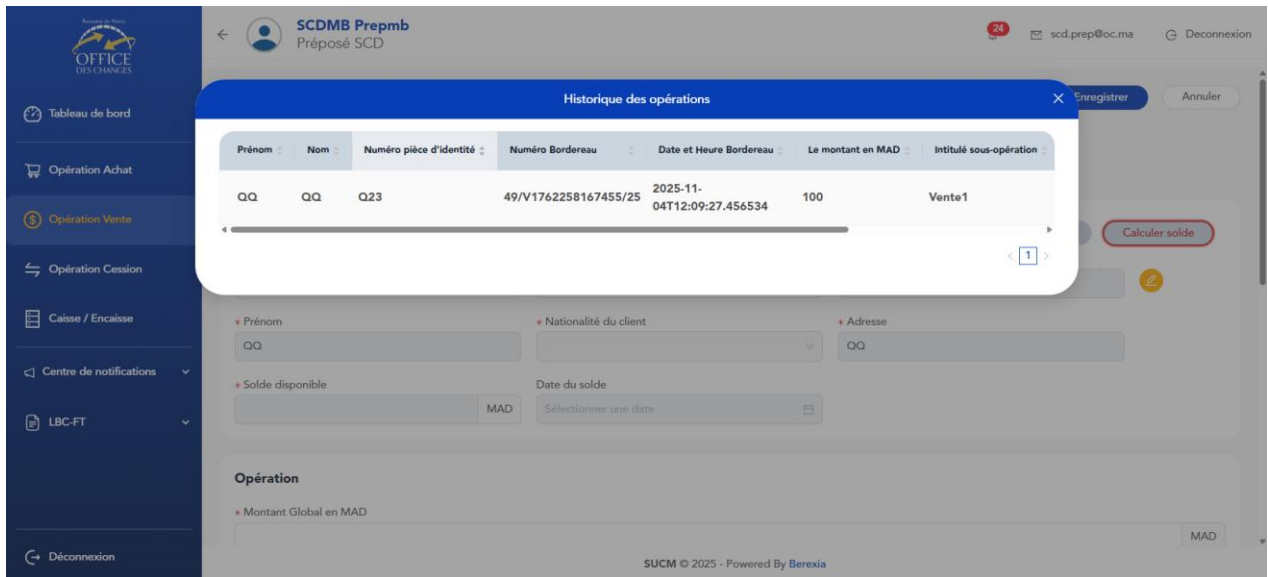 Royaume du Maroc
OFFICE
DES CHANGES
SCDMB Prepmb
Préposé SCD
24
scd.prep@oc.ma
Deconnexion
Tableau de bord
Opération Achat
Opération Vente
Opération Cession
Caisse / Encaisse
Centre de notifications
LBC-FT
Déconnexion
Historique des opérations
Enregistrer
Annuler
Prénom Nom Numéro pièce d'identité Numéro Bordereau Date et Heure Bordereau Le montant en MAD Intitulé sous-opération
QQ QQ Q23 49/V1762258167455/25 2025-11-
04T12:09:27.456534 100 Vente1
< 1 >
Calculer solde
* Prénom * Nationalité du client * Adresse
QQ QQ
* Solde disponible Date du solde
MAD Sélectionner une date
Opération
* Montant Global en MAD
MAD
SUCM © 2025 - Powered By Berexia